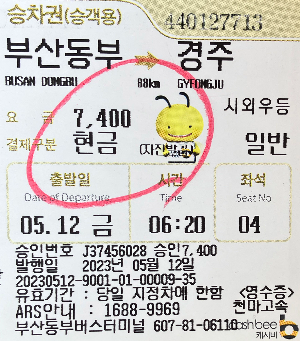 승차권(승객용)
440127713
부산동부 경주
BUSAN DONGBU 88km GYEONGJU
요 금 7,400 시외우등
결제구분 현금 일반
출발일 시간 좌석
Date of Departure Time Seat No
05.12 금 06:20 04
승인번호 J37456028 승인7,400
발행일 2023년 05월 12일
20230512-9001-01-00009-35
유효기간 : 당일 지정차에 한함 <영수증>
ARS안내 : 1688-9969 천마고속
부산동부버스터미널 607-81-06110
cashbee
캐시비